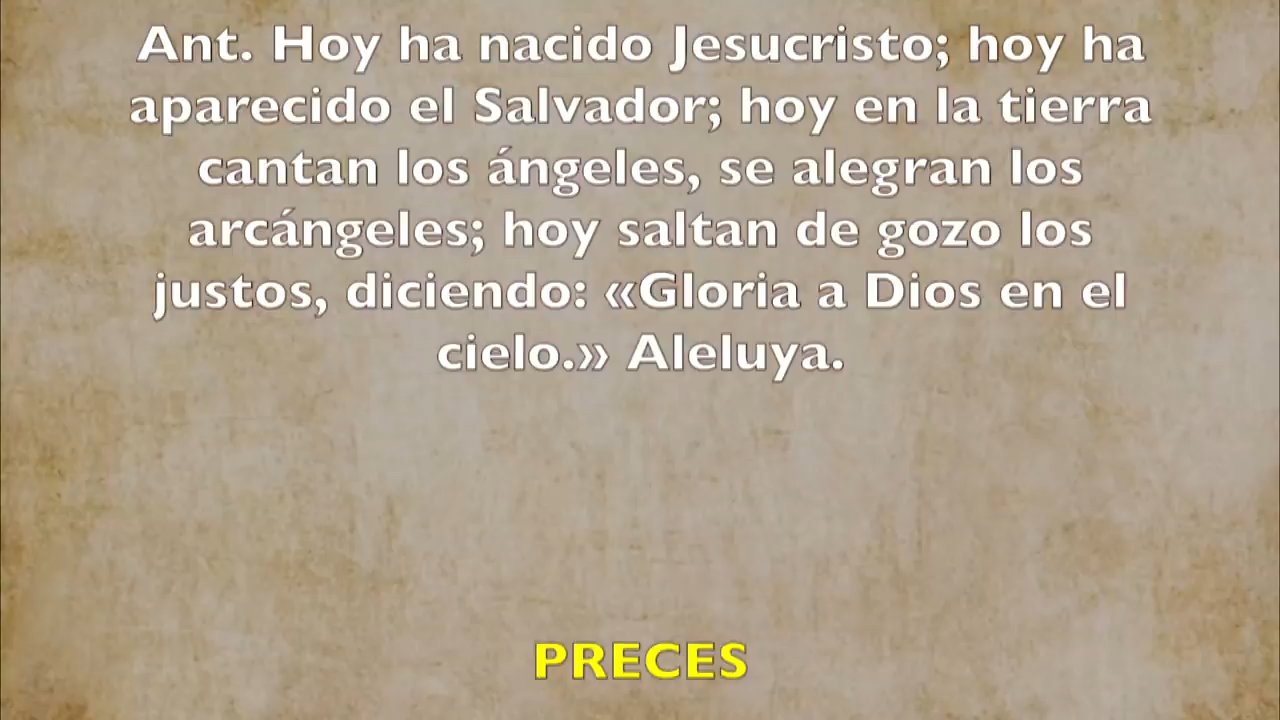 Ant. Hoy ha nacido Jesucristo; hoy ha
aparecido el Salvador; hoy en la tierra
cantan los ángeles, se alegran los
arcángeles; hoy saltan de gozo los
justos, diciendo: «Gloria a Dios en el
cielo.» Aleluya.
PRECES